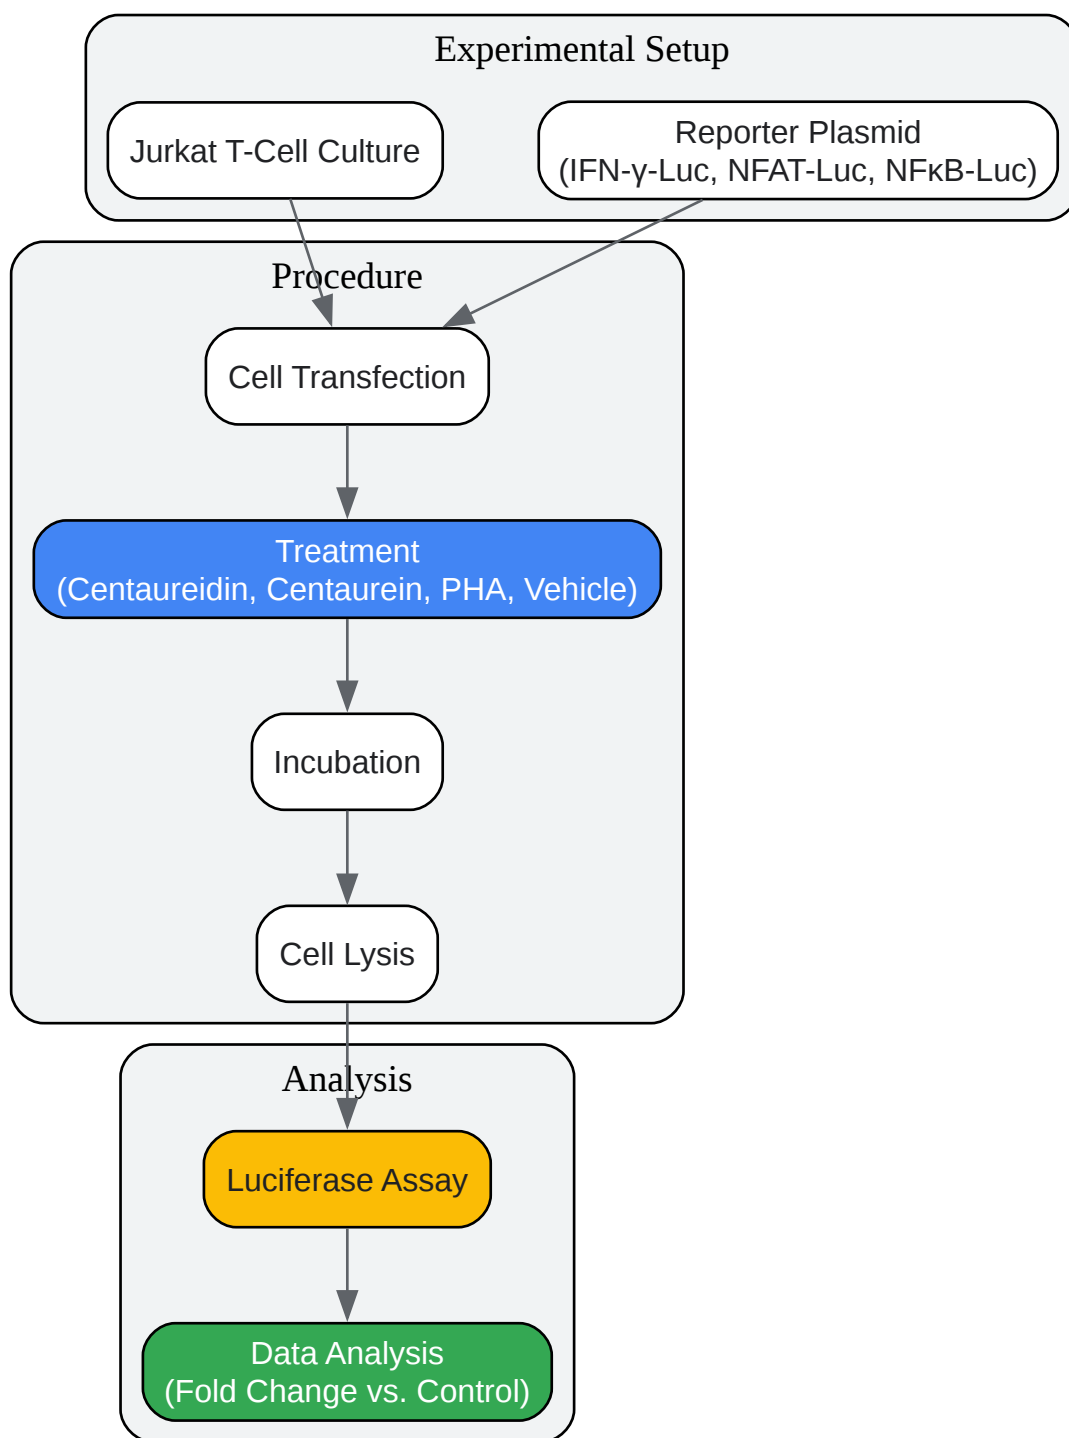 Experimental Setup
Jurkat T-Cell Culture
Reporter Plasmid
(IFN-γ-Luc, NFAT-Luc, NFκB-Luc)
Procedure
Cell Transfection
Treatment
(Centaureidin, Centaurein, PHA, Vehicle)
Incubation
Cell Lysis
Analysis
Luciferase Assay
Data Analysis
(Fold Change vs. Control)